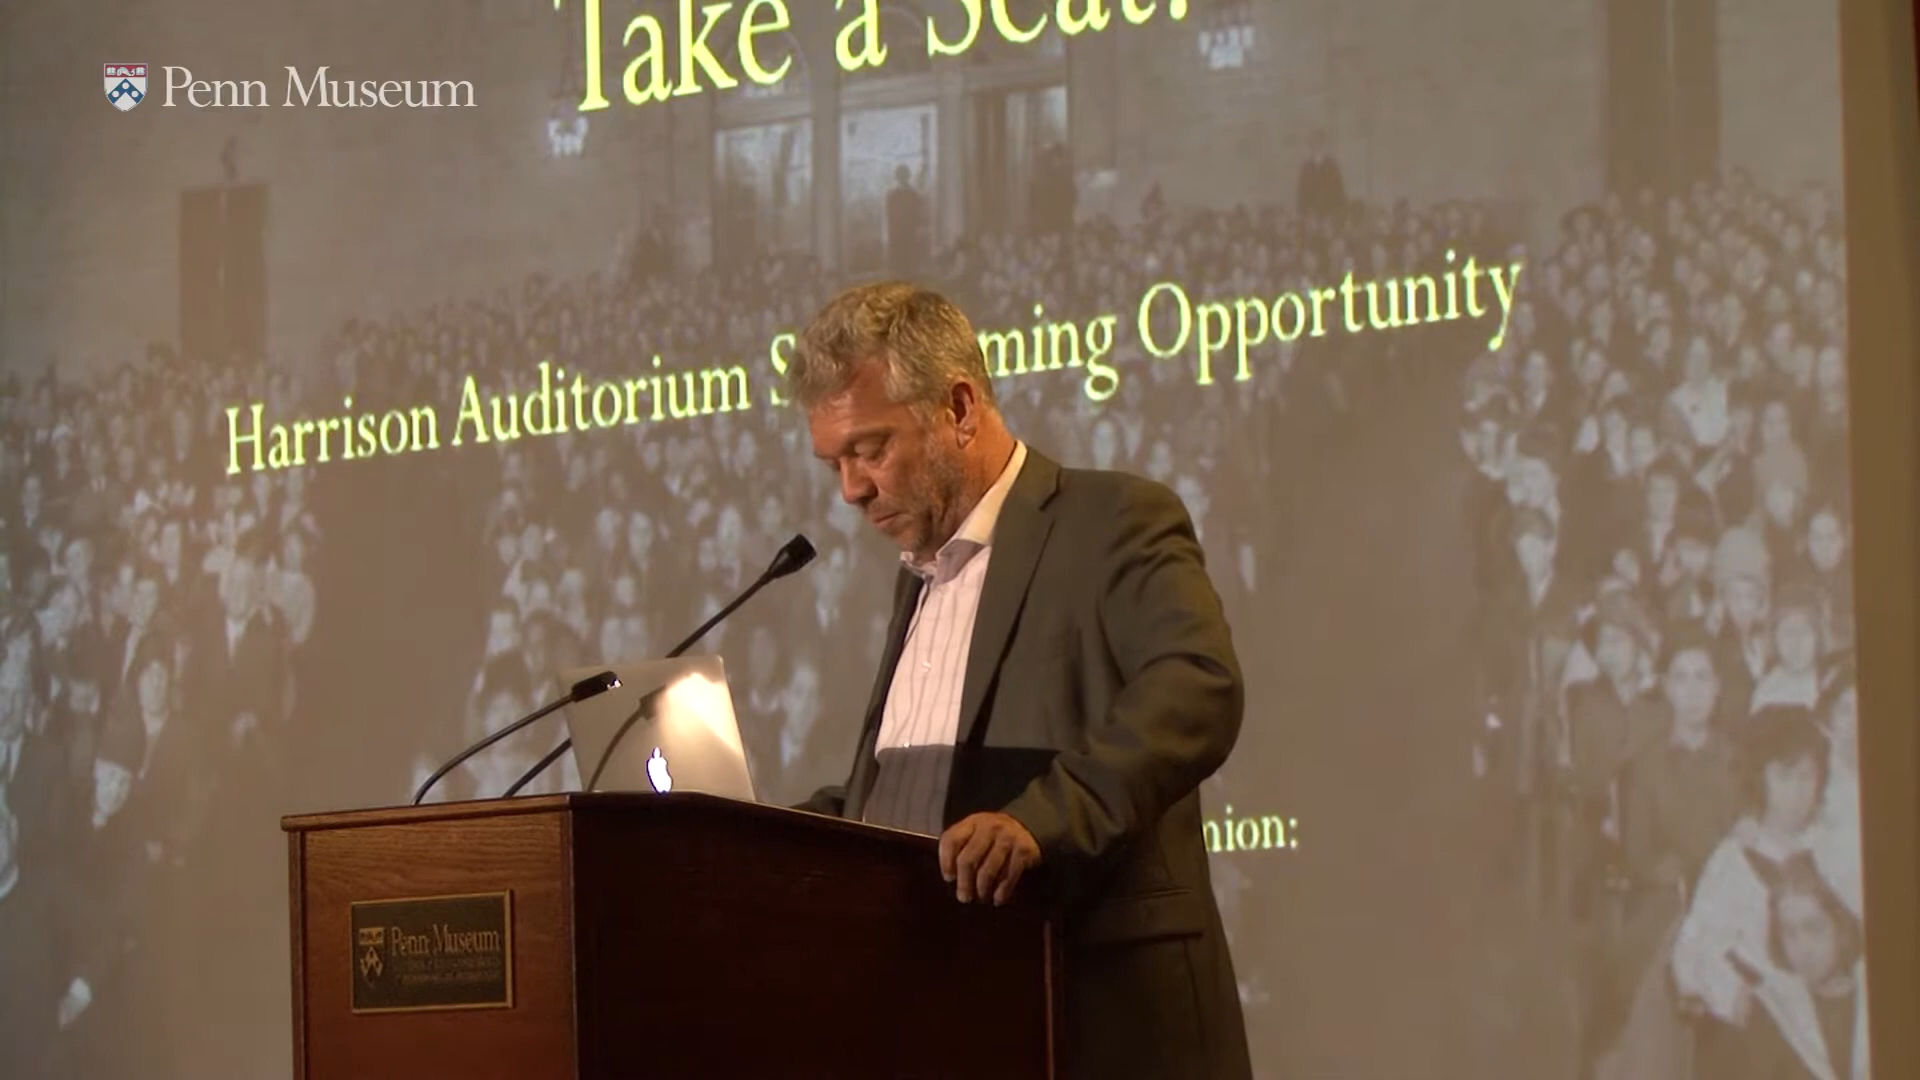 Take a Seat!
Penn Museum
Harrison Auditorium S ming Opportunity
nion:
Penn Museum